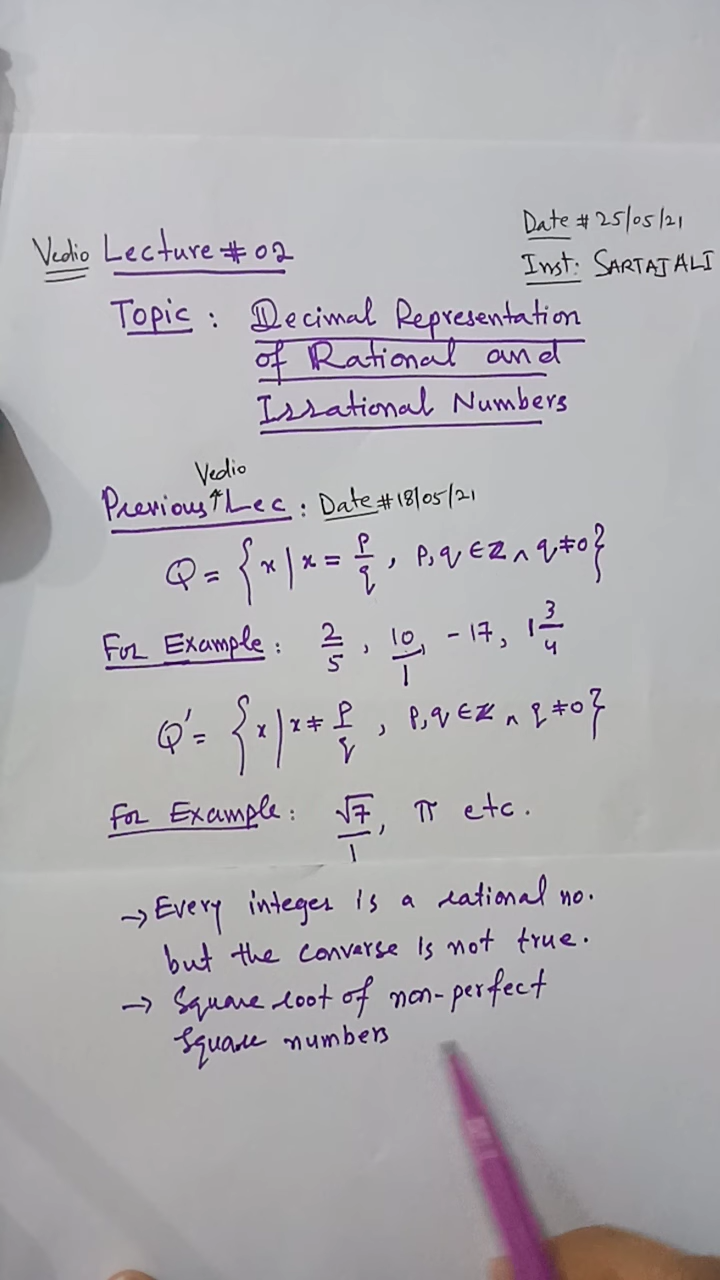 Date # 25/05/21
Vedio Lecture # 02
Inst: SARTAJ ALI
Topic: Decimal Representation
of Rational and
Irrational Numbers
Vedio
Previous ↑ Lec: Date # 18/05/21
Q = {x | x = p/q, p, q ∈ Z ∧ q ≠ 0}
For Example: 2/5, 10/1, -17, 1 3/4
Q' = {x | x ≠ p/q, p, q ∈ Z ∧ q ≠ 0}
For Example: √7/1, π etc.
→ Every integer is a rational no.
but the converse is not true.
→ Square root of non-perfect
Square numbers